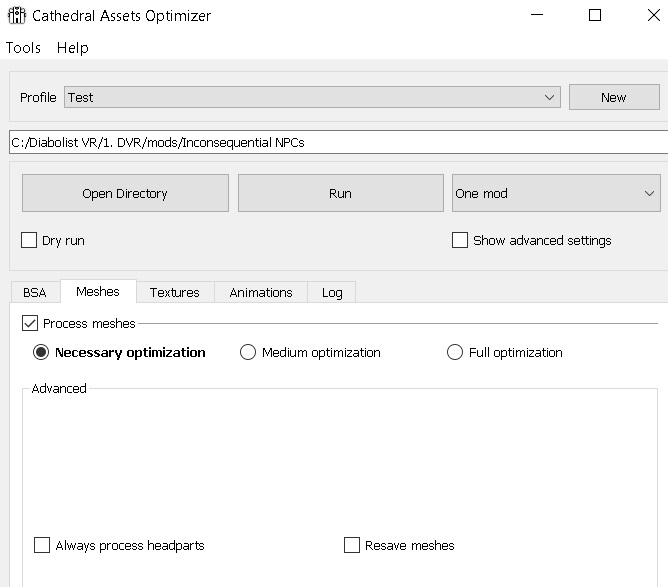 Cathedral Assets Optimizer
Tools Help
Profile Test New
C:/Diabolist VR/1. DVR/mods/Inconsequential NPCs
Open Directory Run One mod
Dry run Show advanced settings
BSA Meshes Textures Animations Log
Process meshes
Necessary optimization Medium optimization Full optimization
Advanced
Always process headparts Resave meshes